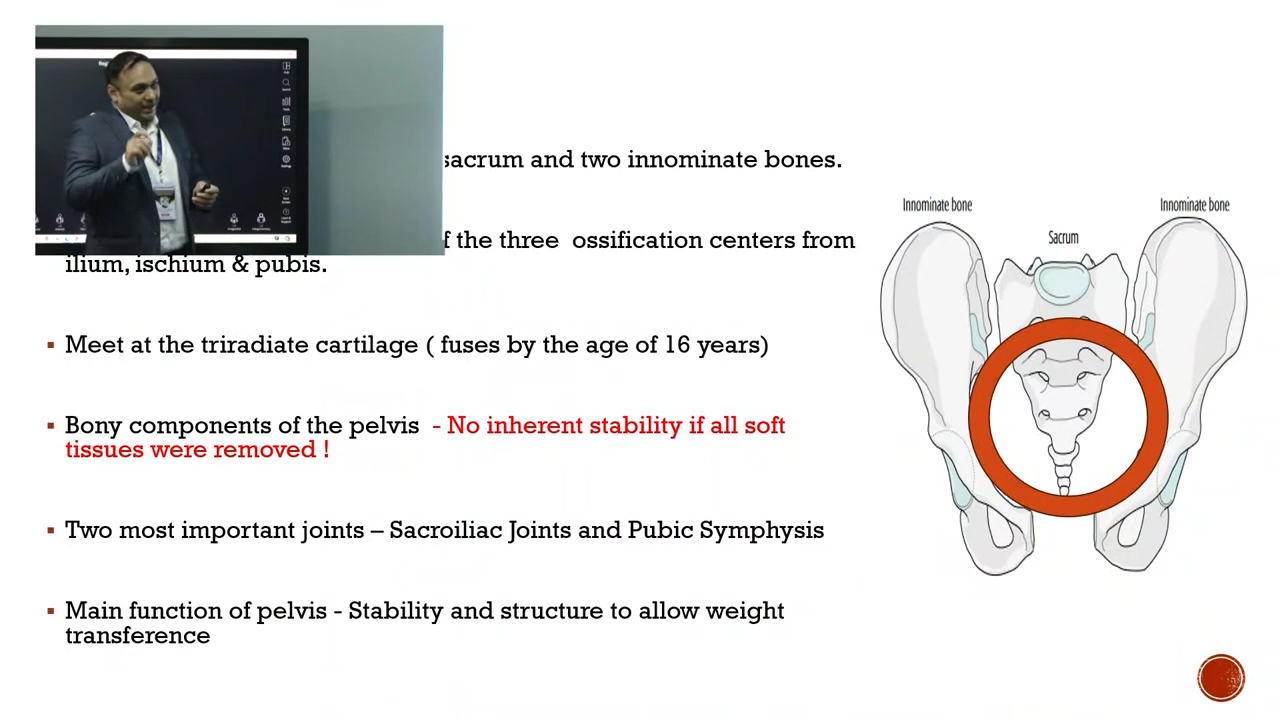 sacrum and two innominate bones.
f the three ossification centers from
ilium, ischium & pubis.
▪ Meet at the triradiate cartilage ( fuses by the age of 16 years)
▪ Bony components of the pelvis - No inherent stability if all soft
tissues were removed !
▪ Two most important joints – Sacroiliac Joints and Pubic Symphysis
▪ Main function of pelvis - Stability and structure to allow weight
transference
Innominate bone
Innominate bone
Sacrum